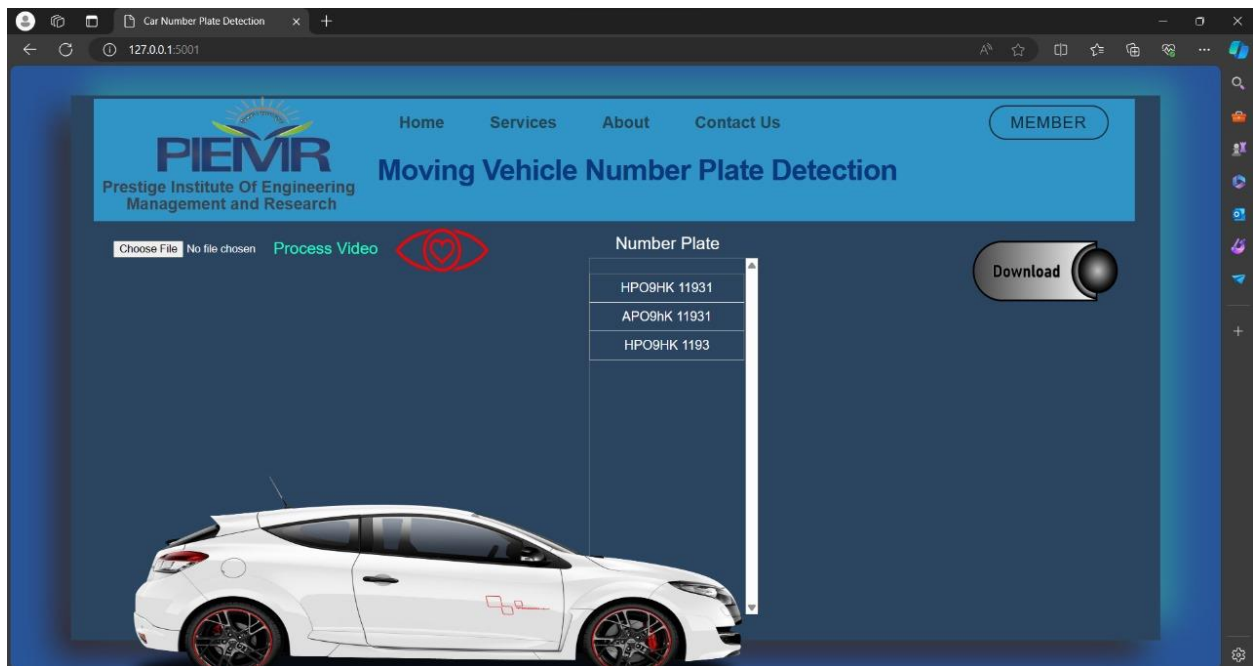 Car Number Plate Detection
127.0.0.1:5001
PIEMR
Prestige Institute Of Engineering
Management and Research
Home Services About Contact Us
MEMBER
Moving Vehicle Number Plate Detection
Choose File No file chosen Process Video
Number Plate
Download
HPO9HK 11931
APO9hK 11931
HPO9HK 1193